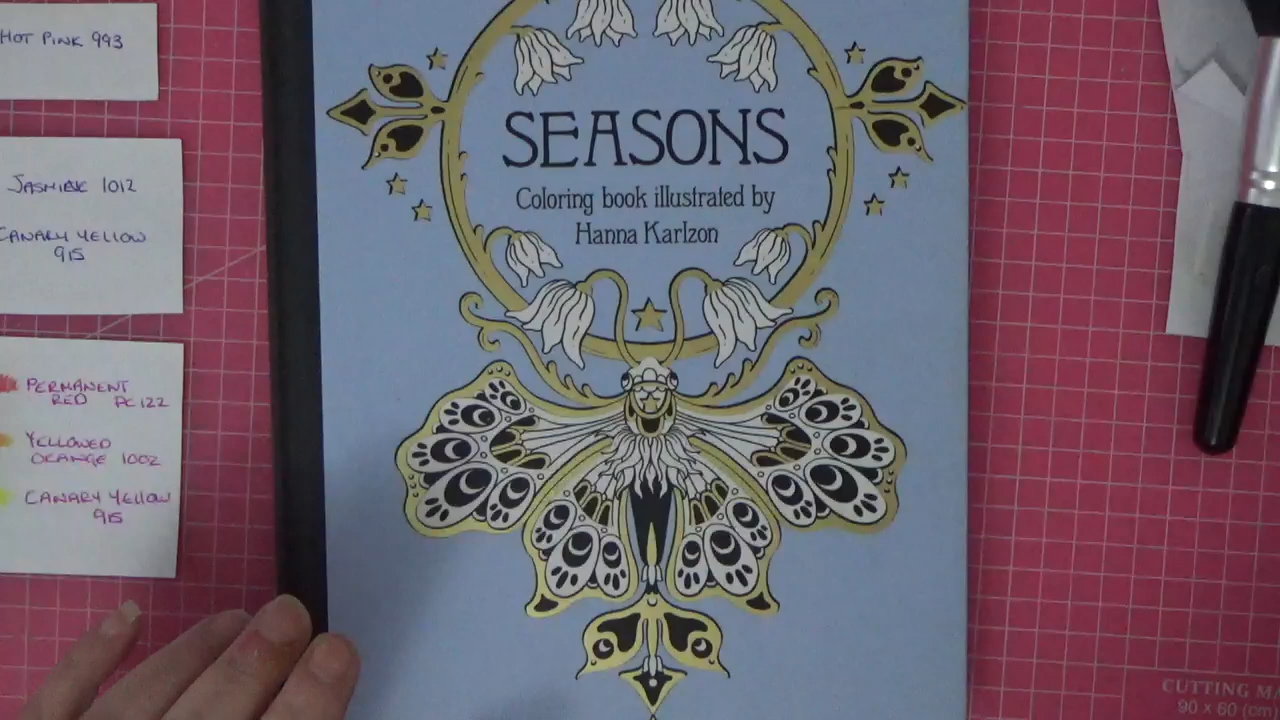 HOT PINK 993
JASMINE 1012
CANARY YELLOW
915
PERMANENT
RED PC122
YELLOWED
ORANGE 1002
CANARY YELLOW
915
SEASONS
Coloring book illustrated by
Hanna Karlzon
CUTTING
90 x 60 (cm)